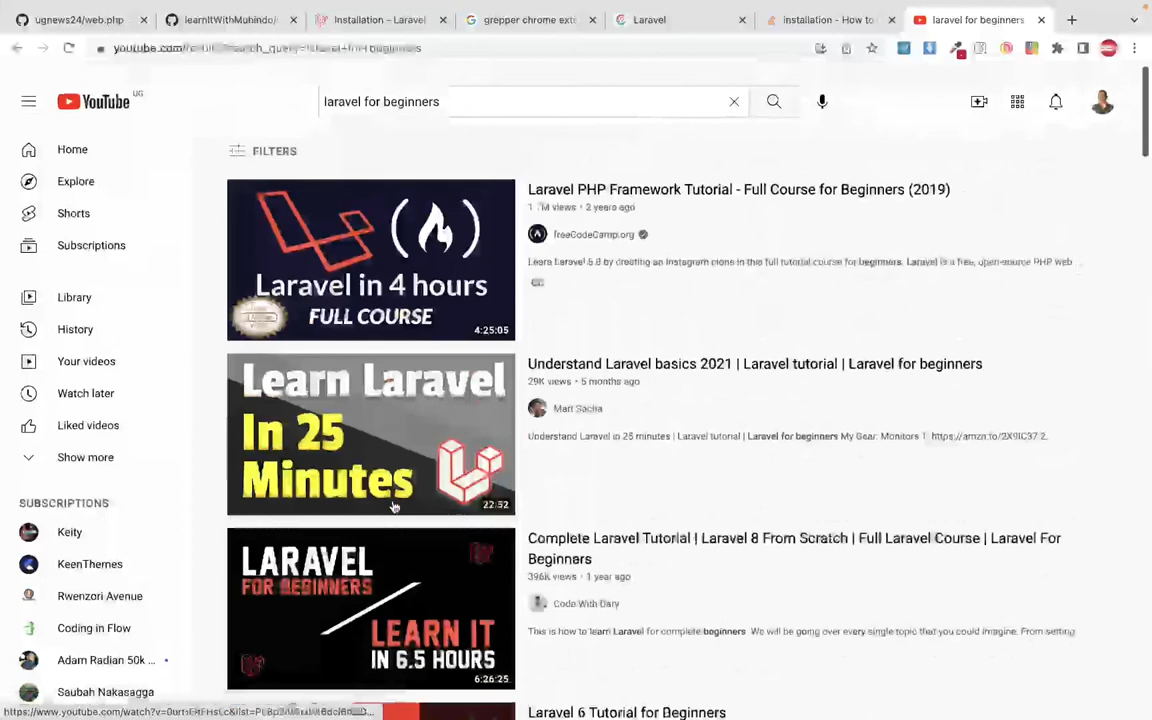 ugnews24/web.php
learnItWithMuhindo/
Installation - Laravel
grepper chrome ext
Laravel
installation - How to
laravel for beginners
YouTube UG
laravel for beginners
Home
Explore
Shorts
Subscriptions
Library
History
Your videos
Watch later
Liked videos
Show more
SUBSCRIPTIONS
Keity
KeenThemes
Rwenzori Avenue
Coding in Flow
Adam Radian 50k ...
Saubah Nakasagga
FILTERS
Laravel in 4 hours
FULL COURSE
4:25:05
Laravel PHP Framework Tutorial - Full Course for Beginners (2019)
views • 2 years ago
freeCodeCamp.org
Learn Laravel 5.8 by creating an Instagram clone in this full tutorial course for beginners. Laravel is a free, open-source PHP web
Learn Laravel
In 25
Minutes
22:52
Understand Laravel basics 2021 | Laravel tutorial | Laravel for beginners
29K views • 5 months ago
Understand Laravel in 25 minutes | Laravel tutorial | Laravel for beginners My Gear: Monitors
LARAVEL
FOR BEGINNERS
LEARN IT
IN 6.5 HOURS
6:26:25
Complete Laravel Tutorial | Laravel 8 From Scratch | Full Laravel Course | Laravel For
Beginners
396K views • 1 year ago
Code With Dary
This is how to learn Laravel for complete beginners We will be going over every single topic that you could imagine. From setting
Laravel 6 Tutorial for Beginners